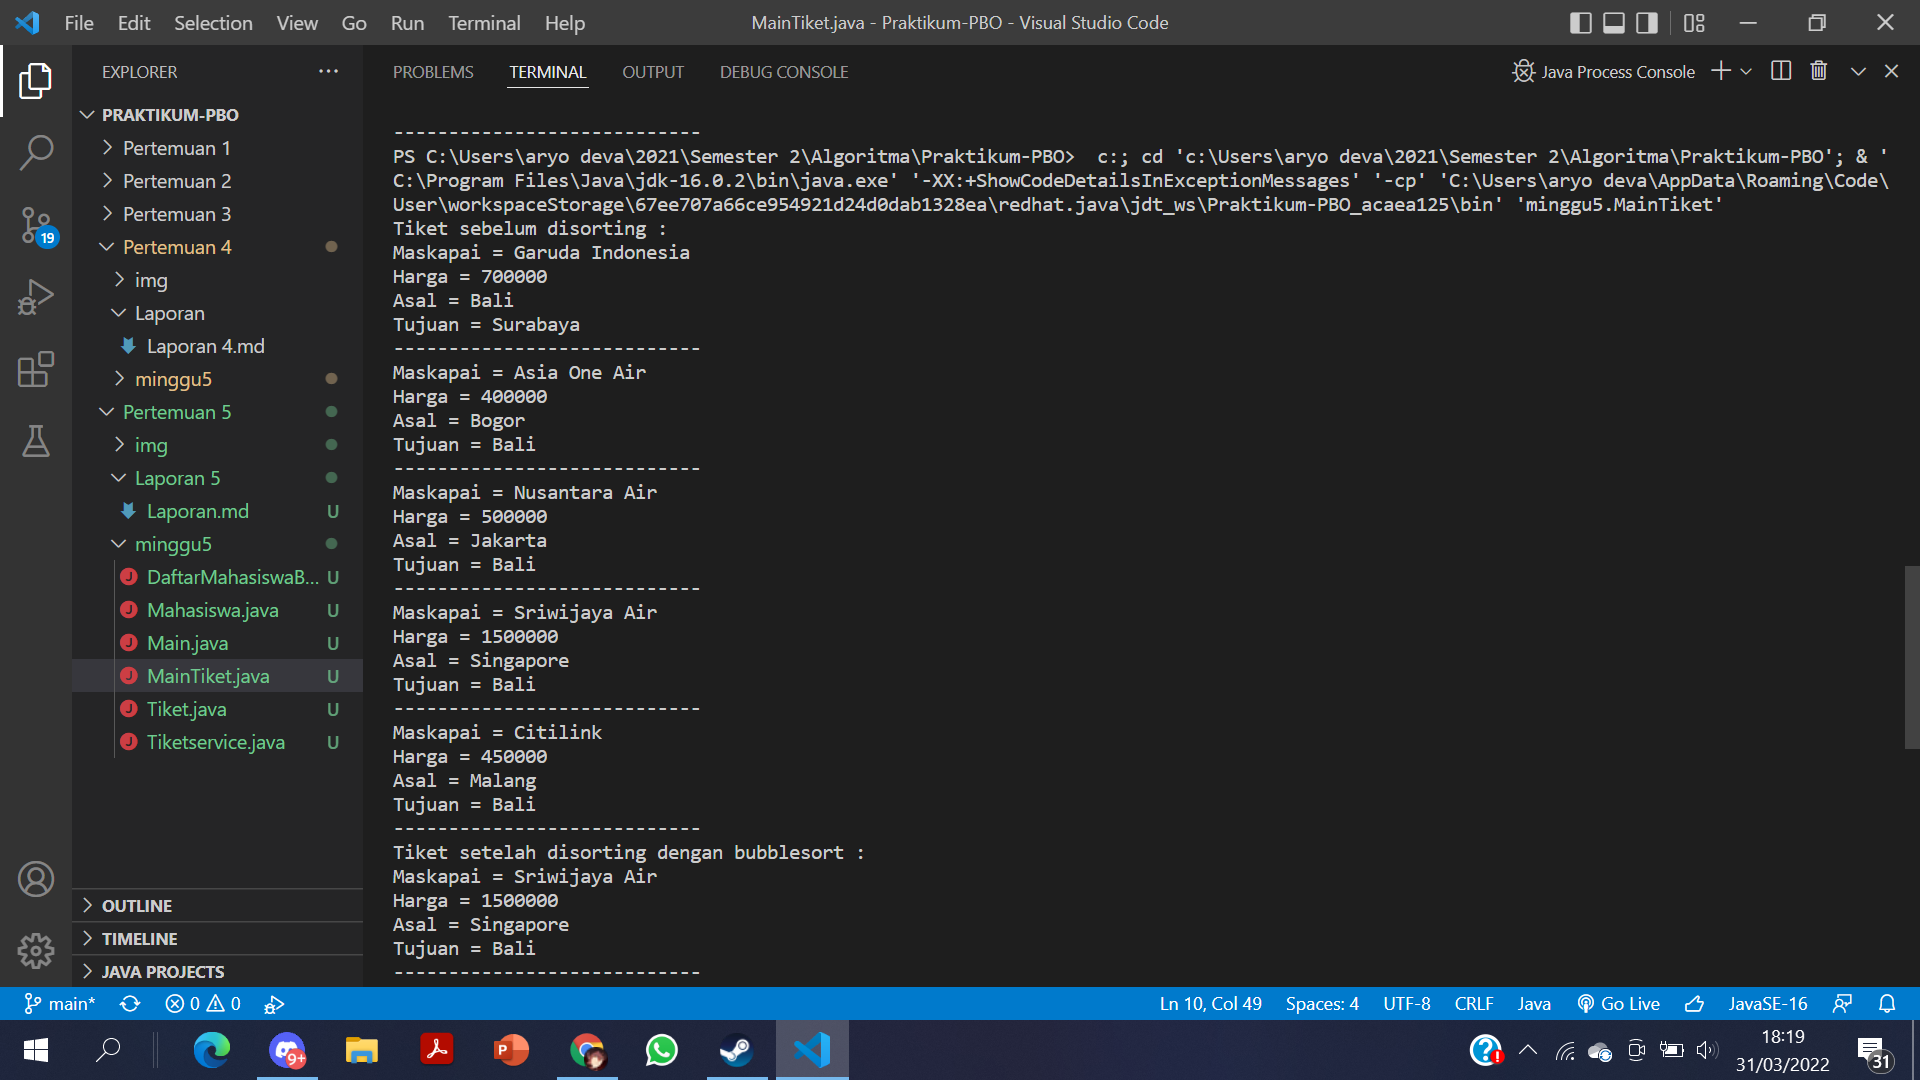 File Edit Selection View Go Run Terminal Help
MainTiket.java - Praktikum-PBO - Visual Studio Code
EXPLORER
PRAKTIKUM-PBO
Pertemuan 1
Pertemuan 2
Pertemuan 3
Pertemuan 4
img
Laporan
Laporan 4.md
minggu5
Pertemuan 5
img
Laporan 5
Laporan.md U
minggu5
DaftarMahasiswaB... U
Mahasiswa.java U
Main.java U
MainTiket.java U
Tiket.java U
Tiketservice.java U
OUTLINE
TIMELINE
JAVA PROJECTS
19
PROBLEMS TERMINAL OUTPUT DEBUG CONSOLE
Java Process Console
----------------------------
PS C:\Users\aryo deva\2021\Semester 2\Algoritma\Praktikum-PBO>  c:; cd 'c:\Users\aryo deva\2021\Semester 2\Algoritma\Praktikum-PBO'; & '
C:\Program Files\Java\jdk-16.0.2\bin\java.exe' '-XX:+ShowCodeDetailsInExceptionMessages' '-cp' 'C:\Users\aryo deva\AppData\Roaming\Code\
User\workspaceStorage\67ee707a66ce954921d24d0dab1328ea\redhat.java\jdt_ws\Praktikum-PBO_acaea125\bin' 'minggu5.MainTiket'
Tiket sebelum disorting :
Maskapai = Garuda Indonesia
Harga = 700000
Asal = Bali
Tujuan = Surabaya
----------------------------
Maskapai = Asia One Air
Harga = 400000
Asal = Bogor
Tujuan = Bali
----------------------------
Maskapai = Nusantara Air
Harga = 500000
Asal = Jakarta
Tujuan = Bali
----------------------------
Maskapai = Sriwijaya Air
Harga = 1500000
Asal = Singapore
Tujuan = Bali
----------------------------
Maskapai = Citilink
Harga = 450000
Asal = Malang
Tujuan = Bali
----------------------------
Tiket setelah disorting dengan bubblesort :
Maskapai = Sriwijaya Air
Harga = 1500000
Asal = Singapore
Tujuan = Bali
----------------------------
main* 0 0 Ln 10, Col 49 Spaces: 4 UTF-8 CRLF Java Go Live JavaSE-16
9+
18:19
31/03/2022
31